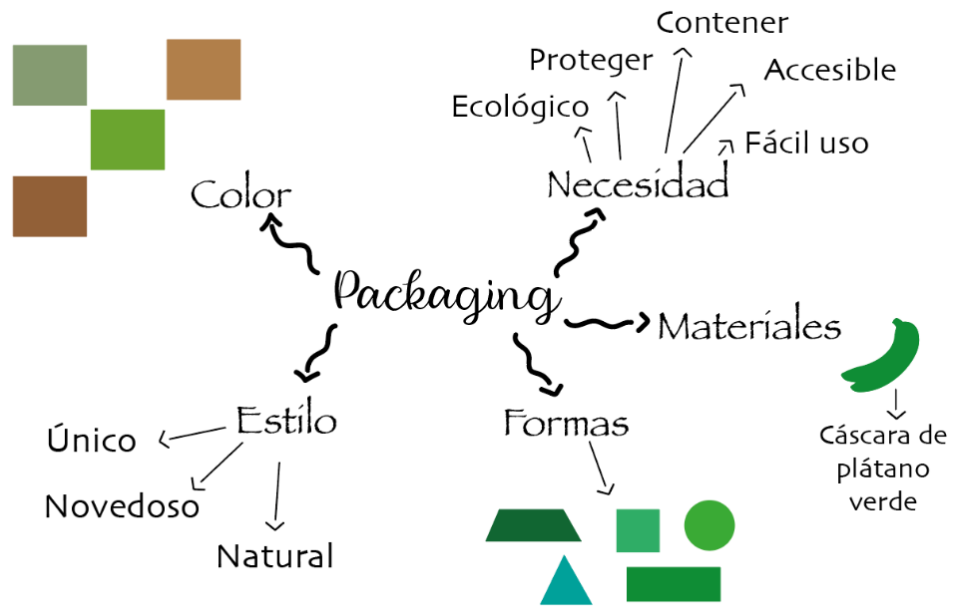 Contener
Proteger
Accesible
Ecológico
Fácil uso
Necesidad
Color
Packaging
Materiales
Estilo
Formas
Único
Novedoso
Natural
Cáscara de
plátano
verde